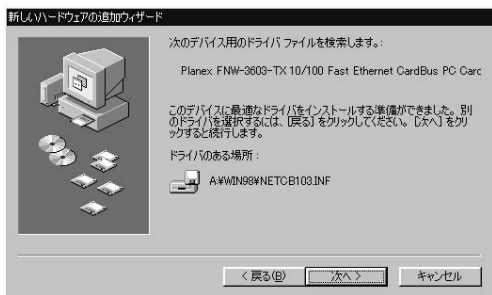 新しいハードウェアの追加ウィザード
次のデバイス用のドライバ ファイルを検索します。:
Planex FNW-3603-TX 10/100 Fast Ethernet CardBus PC Carc
このデバイスに最適なドライバをインストールする準備ができました。別
のドライバを選択するには、[戻る] をクリックしてください。[次へ] をクリ
ックすると続行します。
ドライバのある場所:
A:¥WIN98¥NETCB103.INF
< 戻る(B)
次へ >
キャンセル